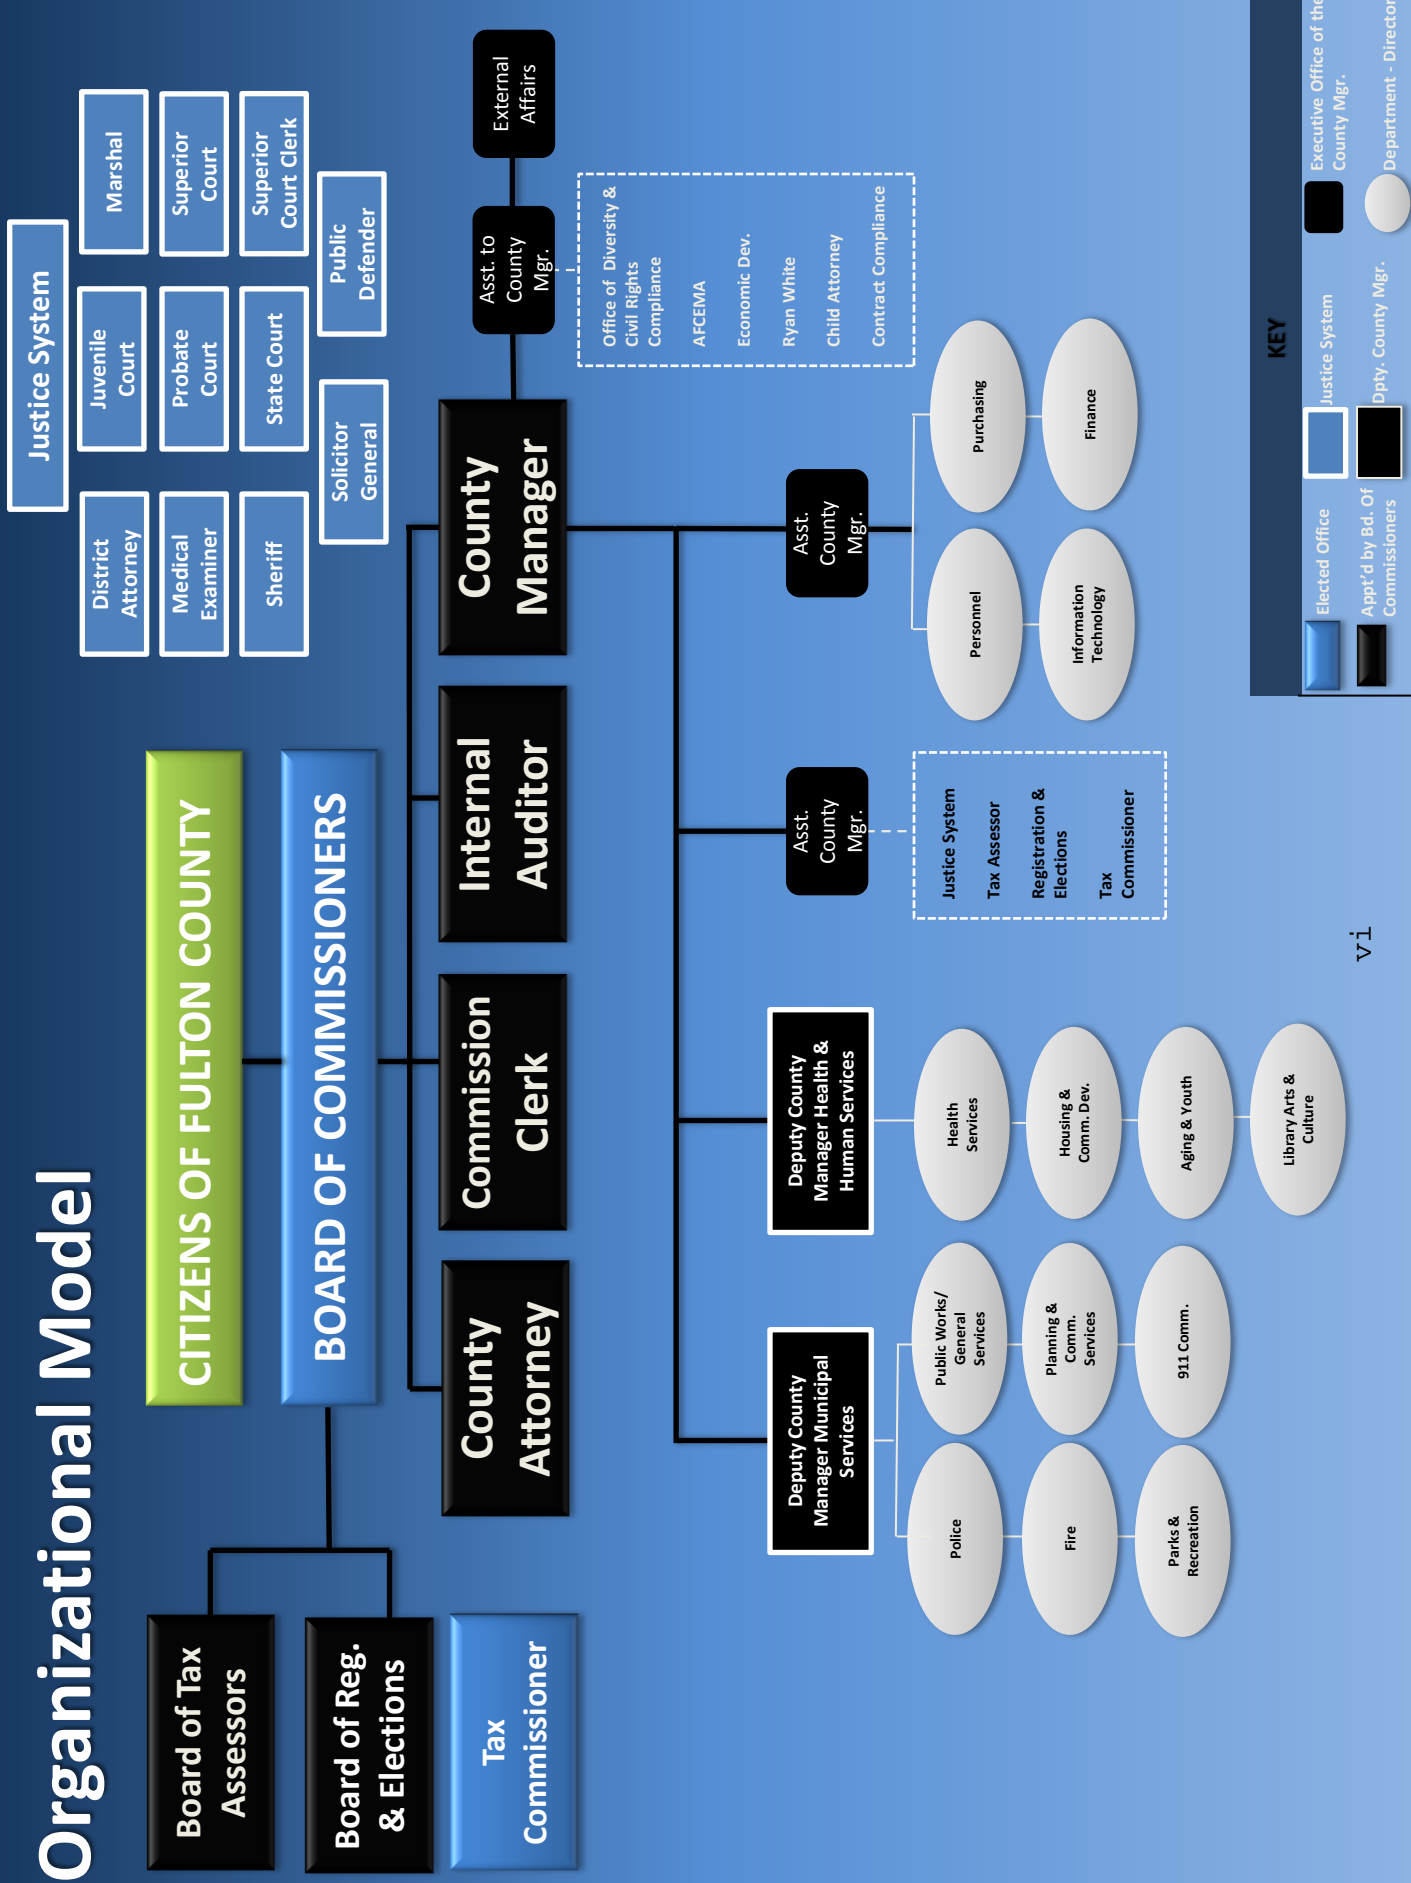 Organizational Model
Justice System
District
Attorney
Juvenile
Court
Marshal
Medical
Examiner
Probate
Court
Superior
Court
Sheriff
State Court
Superior
Court Clerk
Solicitor
General
Public
Defender
CITIZENS OF FULTON COUNTY
BOARD OF COMMISSIONERS
Board of Tax
Assessors
Board of Reg.
& Elections
Tax
Commissioner
County
Attorney
Commission
Clerk
Internal
Auditor
County
Manager
Asst. to
County
Mgr.
External
Affairs
Office of Diversity &
Civil Rights
Compliance
AFCEMA
Economic Dev.
Ryan White
Child Attorney
Contract Compliance
Deputy County
Manager Municipal
Services
Deputy County
Manager Health &
Human Services
Asst.
County
Mgr.
Asst.
County
Mgr.
Police
Public Works/
General
Services
Fire
Planning &
Comm.
Services
Parks &
Recreation
911 Comm.
Health
Services
Housing &
Comm. Dev.
Aging & Youth
Library Arts &
Culture
Justice System
Tax Assessor
Registration &
Elections
Tax
Commissioner
Personnel
Purchasing
Information
Technology
Finance
KEY
Elected Office
Justice System
Executive Office of the
County Mgr.
Appt'd by Bd. Of
Commissioners
Dpty. County Mgr.
Department - Director
vi